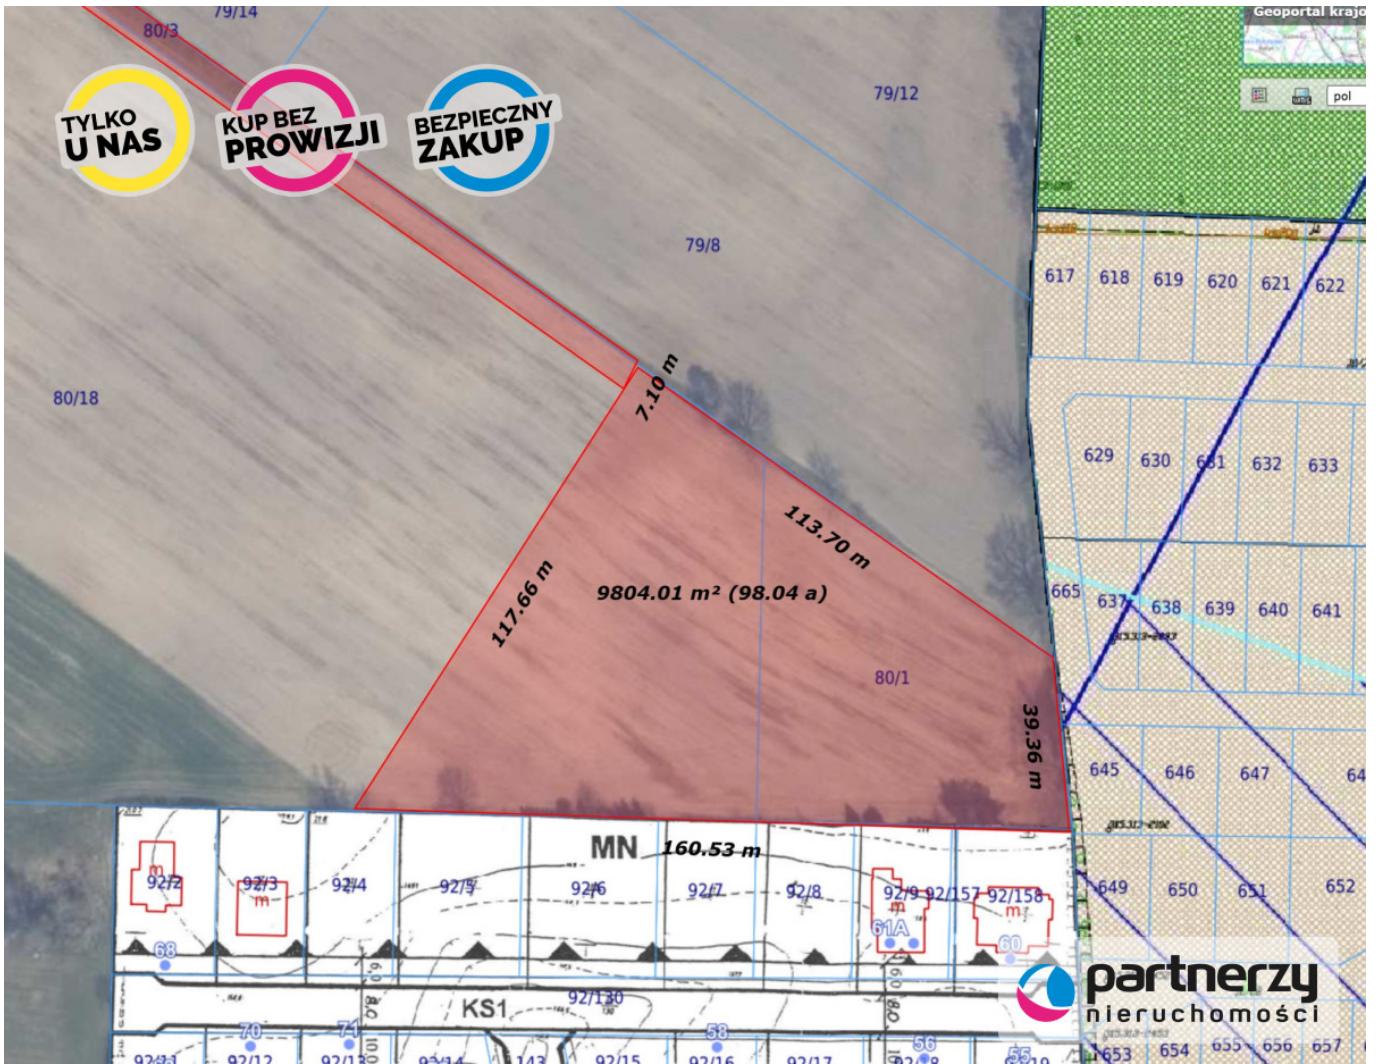 79/14
80/3
Geoportal krajo
pol
79/12
TYLKO
U NAS
KUP BEZ
PROWIZJI
BEZPIECZNY
ZAKUP
79/8
617 618 619 620 621 622
80/18
7.10 m
629 630 631 632 633
113.70 m
117.66 m
9804.01 m² (98.04 a)
665 637 638 639 640 641
80/1
39.36 m
645 646 647 64
MN 160.53 m
92/2 92/3 92/4 92/5 92/6 92/7 92/8 92/9 92/157 92/158
m m m m
649 650 651 652
61A
68 60
92/130
KS1
partnerzy
nieruchomości
70 71 58 56 55
92/11 92/12 92/13 92/14 143 92/15 92/16 92/17
653 654 655 656 657